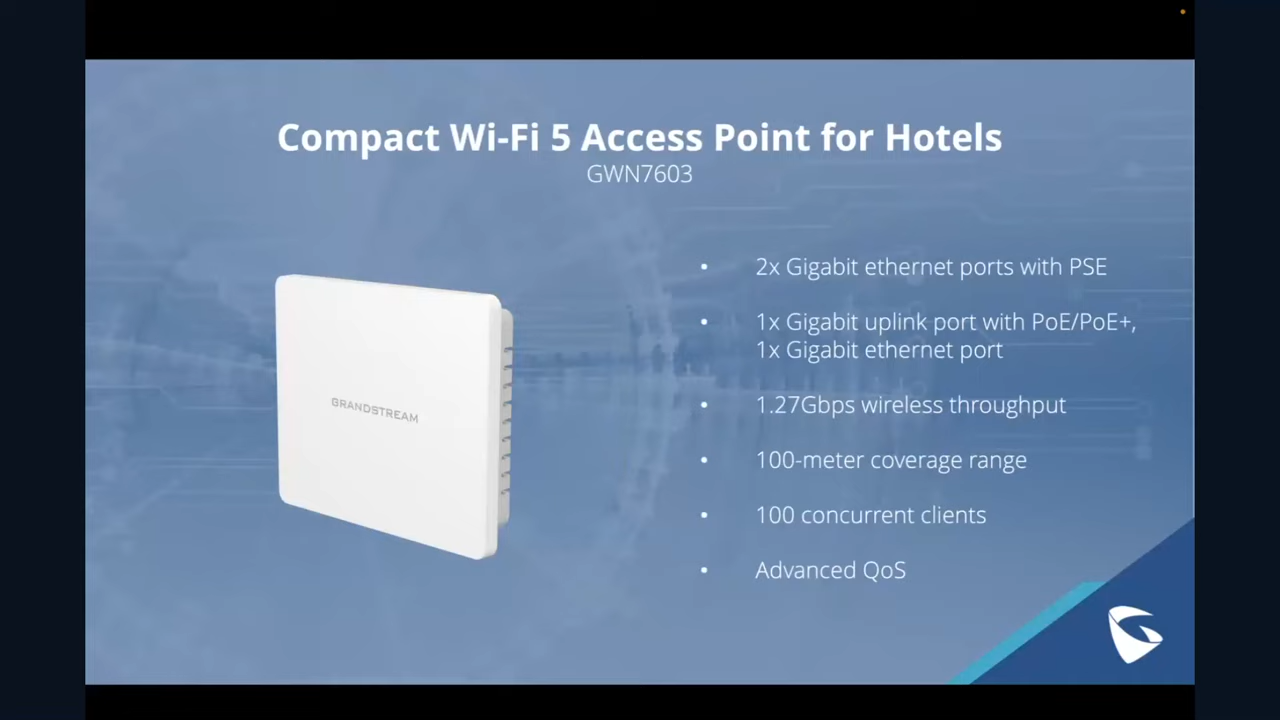 Compact Wi-Fi 5 Access Point for Hotels
GWN7603
GRANDSTREAM
• 2x Gigabit ethernet ports with PSE
• 1x Gigabit uplink port with PoE/PoE+,
1x Gigabit ethernet port
• 1.27Gbps wireless throughput
• 100-meter coverage range
• 100 concurrent clients
• Advanced QoS